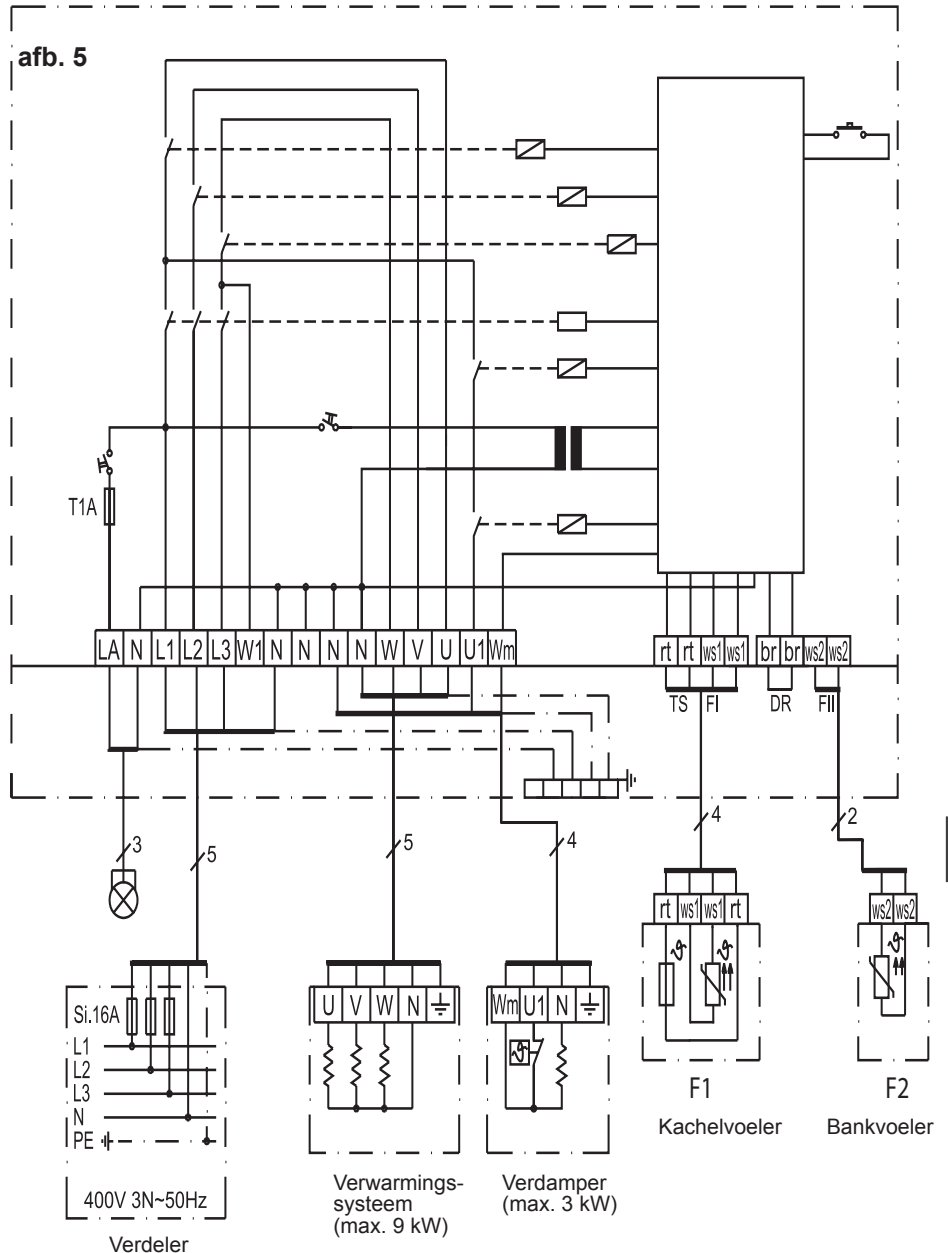 afb. 5
T1A
LA N L1 L2 L3 W1 N N N N W V U U1 Wm
rt rt ws1 ws1 br br ws2 ws2
TS FI DR FII
3 5 5 4 4 2
rt ws1 ws1 rt
ws2 ws2
ϑ
ϑ
Si.16A
L1
L2
L3
N
PE
400V 3N~50Hz
Verdeler
U V W N
Verwarmings-
systeem
(max. 9 kW)
Wm U1 N
ϑ
Verdamper
(max. 3 kW)
F1
Kachelvoeler
F2
Bankvoeler